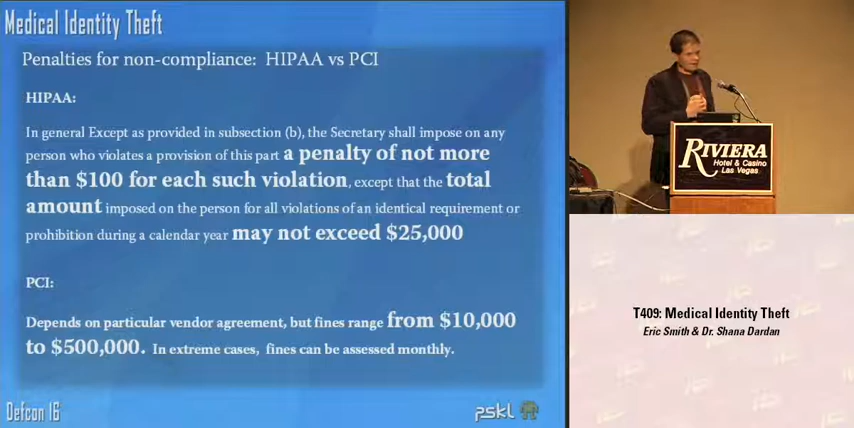 Medical Identity Theft
Penalties for non-compliance: HIPAA vs PCI
HIPAA:
In general Except as provided in subsection (b), the Secretary shall impose on any
person who violates a provision of this part a penalty of not more
than $100 for each such violation, except that the total
amount imposed on the person for all violations of an identical requirement or
prohibition during a calendar year may not exceed $25,000
PCI:
Depends on particular vendor agreement, but fines range from $10,000
to $500,000. In extreme cases, fines can be assessed monthly.
Defcon 16
pskl
RIVIERA
Hotel & Casino
Las Vegas
T409: Medical Identity Theft
Eric Smith & Dr. Shana Dardan